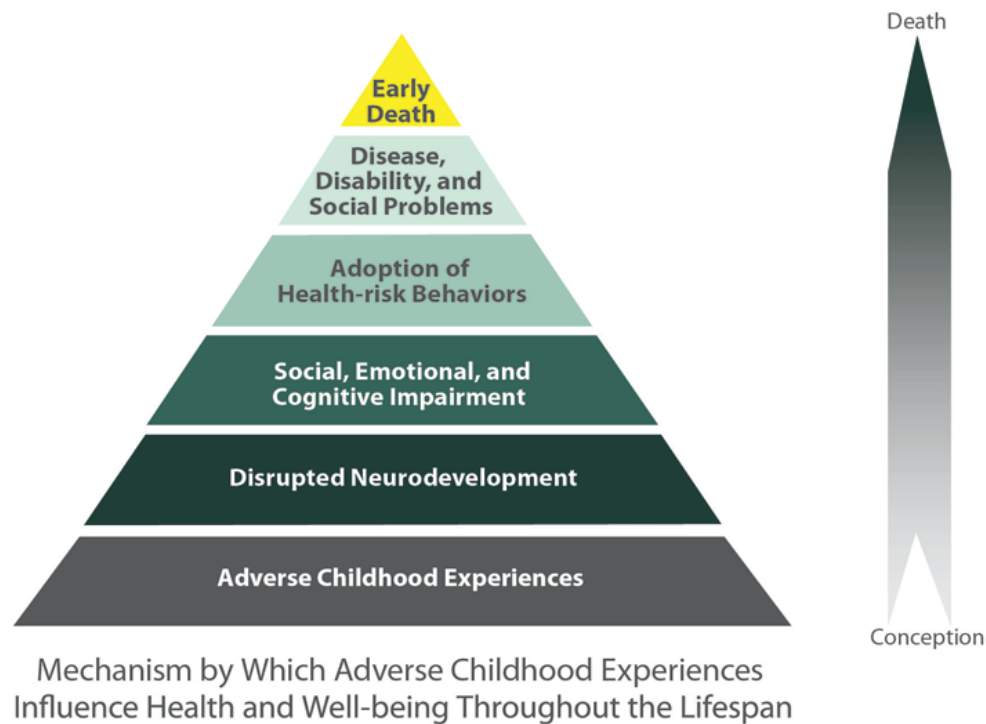 Death
Early
Death
Disease,
Disability, and
Social Problems
Adoption of
Health-risk Behaviors
Social, Emotional, and
Cognitive Impairment
Disrupted Neurodevelopment
Adverse Childhood Experiences
Conception
Mechanism by Which Adverse Childhood Experiences
Influence Health and Well-being Throughout the Lifespan